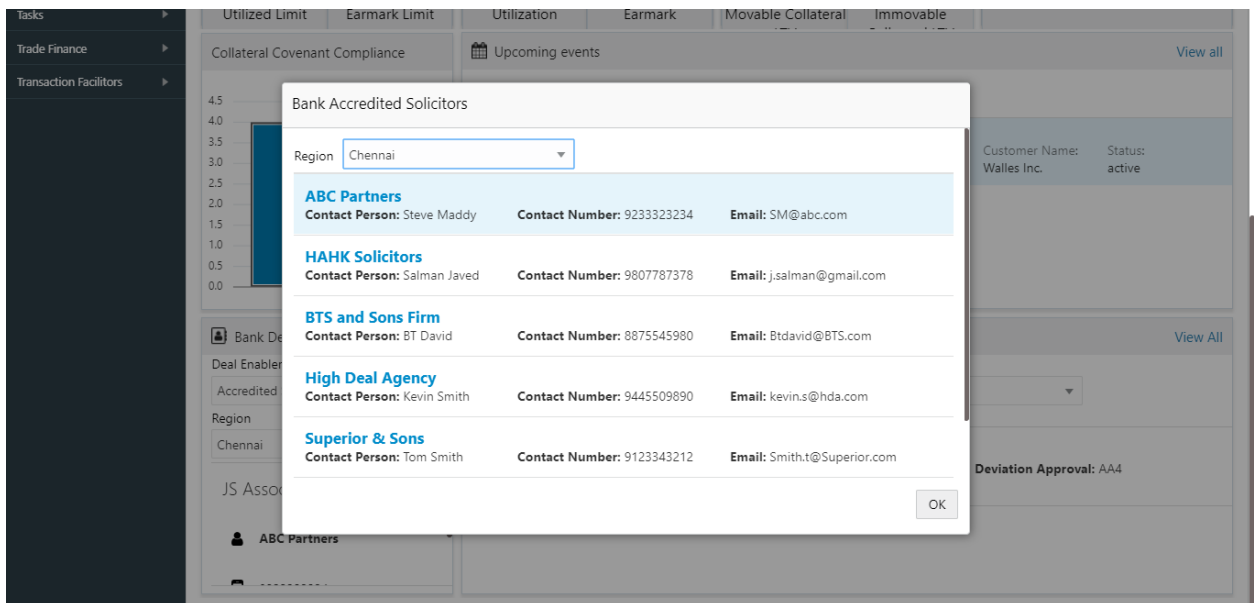 Tasks
Trade Finance
Transaction Facilitors
Utilized Limit Earmark Limit Utilization Earmark Movable Collateral Immovable
Collateral Covenant Compliance
Upcoming events View all
4.5
4.0
3.5
3.0
2.5
2.0
1.5
1.0
0.5
0.0
Customer Name: Status:
Walles Inc. active
Bank Accredited Solicitors
Region Chennai
ABC Partners
Contact Person: Steve Maddy Contact Number: 9233323234 Email: SM@abc.com
HAHK Solicitors
Contact Person: Salman Javed Contact Number: 9807787378 Email: j.salman@gmail.com
BTS and Sons Firm
Contact Person: BT David Contact Number: 8875545980 Email: Btdavid@BTS.com
High Deal Agency
Contact Person: Kevin Smith Contact Number: 9445509890 Email: kevin.s@hda.com
Superior & Sons
Contact Person: Tom Smith Contact Number: 9123343212 Email: Smith.t@Superior.com
OK
Bank De View All
Deal Enabler
Accredited
Region
Chennai
Deviation Approval: AA4
JS Assoc
ABC Partners